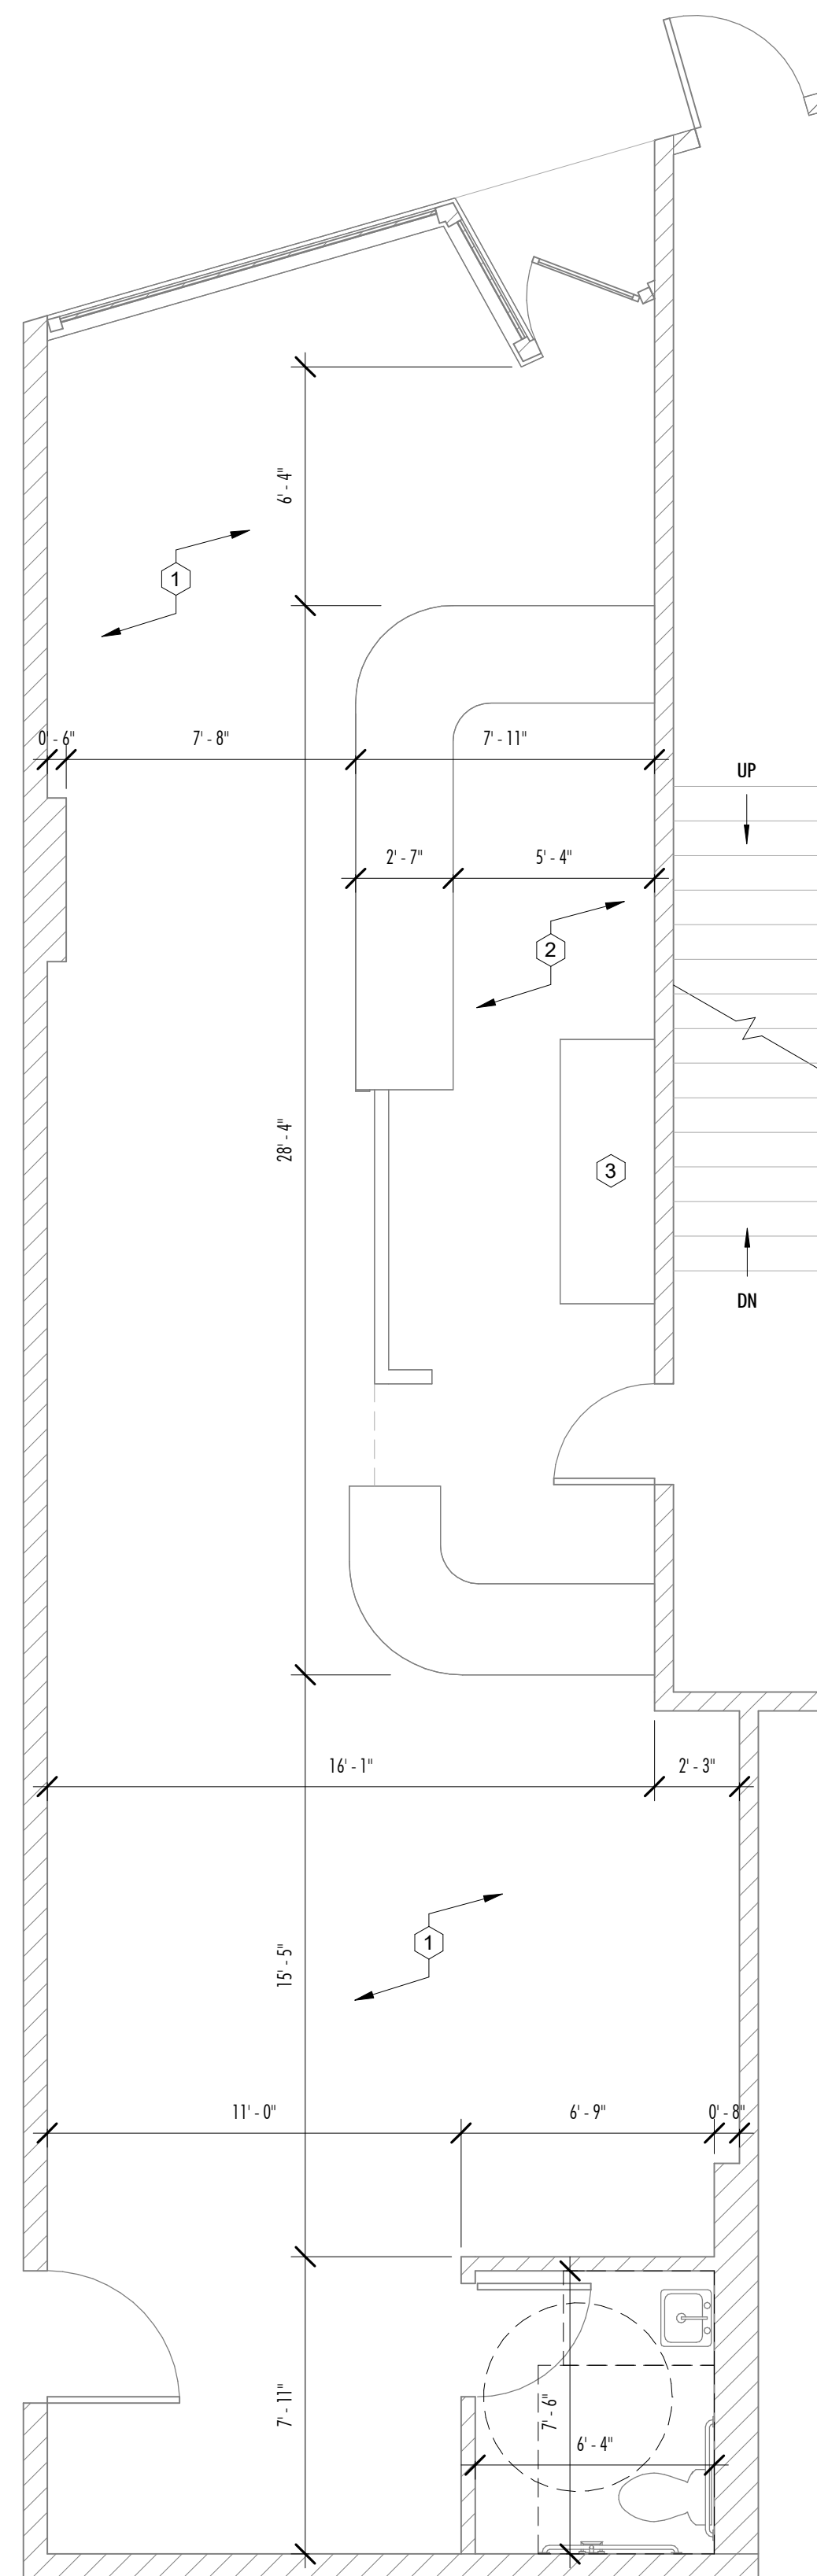 6' - 4"
1
0' - 6"
7' - 8"
7' - 11"
UP
2' - 7"
5' - 4"
2
28' - 4"
3
DN
16' - 1"
2' - 3"
1
15' - 5"
11' - 0"
6' - 9"
0' - 8"
7' - 11"
7' - 6"
6' - 4"